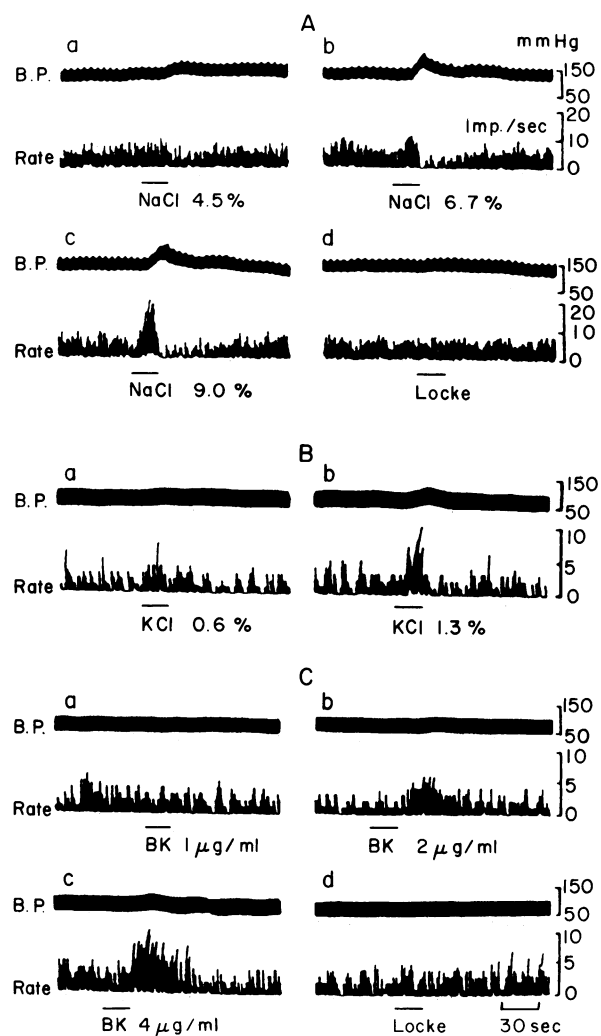 A
a
b
mmHg
B.P.
150
50
20
Imp./sec
10
Rate
0
NaCl 4.5 %
NaCl 6.7 %
c
d
B.P.
150
50
20
10
Rate
0
NaCl 9.0 %
Locke
B
a
b
B.P.
150
50
10
5
Rate
0
KCl 0.6 %
KCl 1.3 %
C
a
b
B.P.
150
50
10
5
Rate
0
BK 1 μg/ml
BK 2 μg/ml
c
d
B.P.
150
50
10
5
Rate
0
BK 4 μg/ml
Locke
30 sec